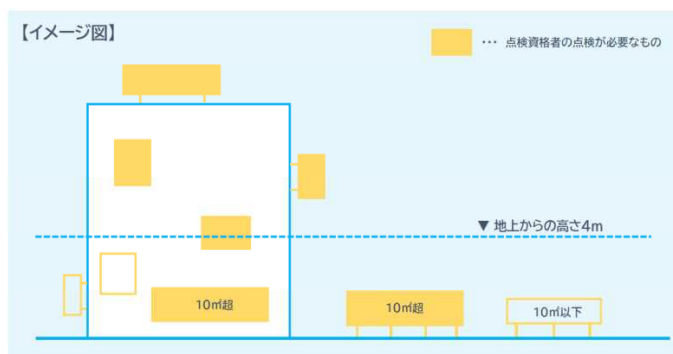 【イメージ図】
･･･ 点検資格者の点検が必要なもの
▼ 地上からの高さ4m
10㎡超
10㎡超
10㎡以下